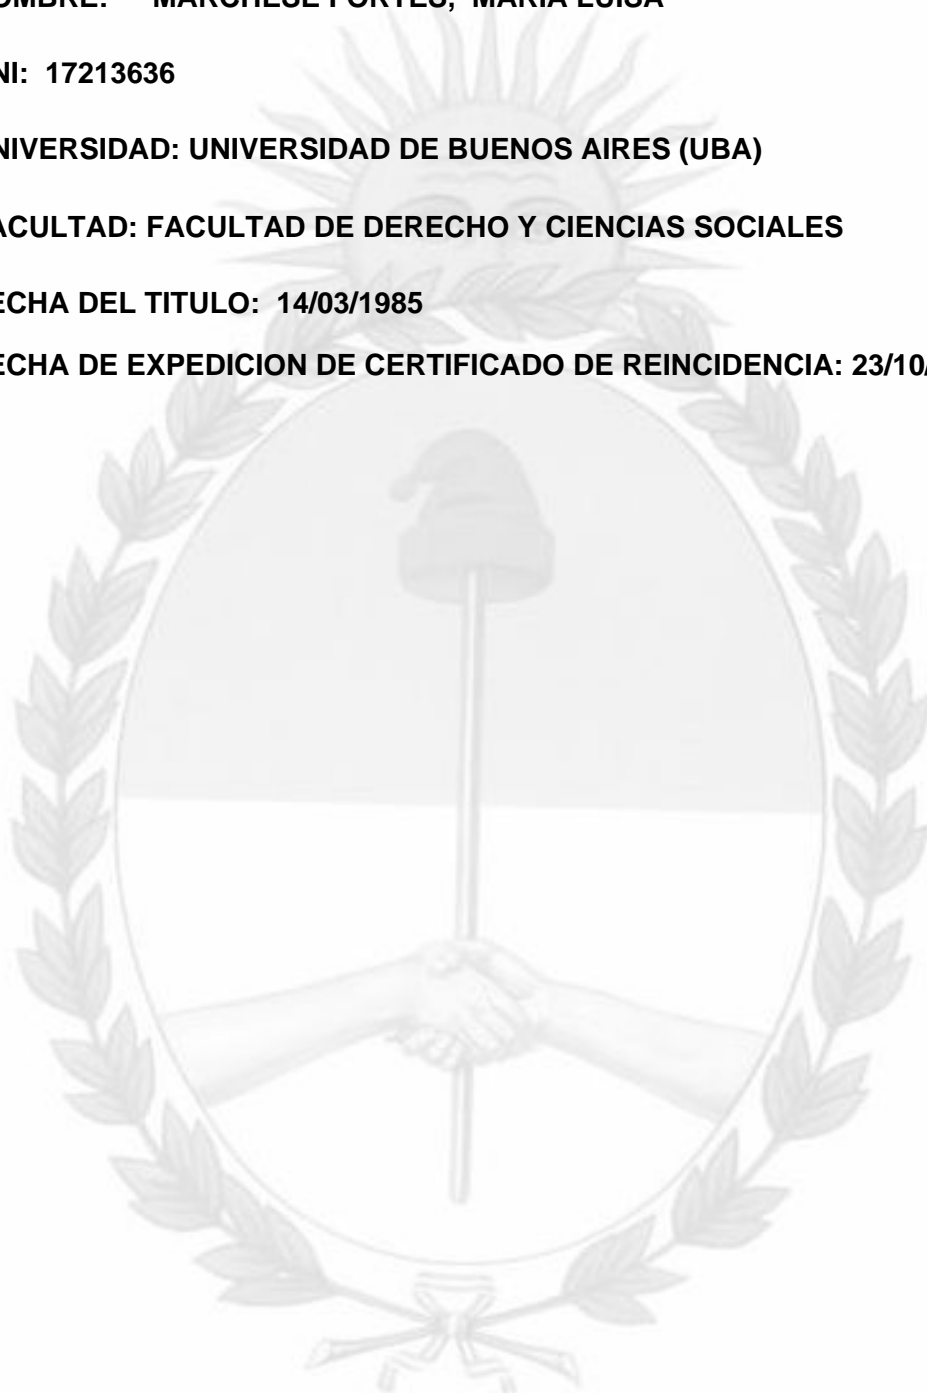 OMBRE: MARCHESE FORTES, MARIA LUISA
NI: 17213636
NIVERSIDAD: UNIVERSIDAD DE BUENOS AIRES (UBA)
ACULTAD: FACULTAD DE DERECHO Y CIENCIAS SOCIALES
ECHA DEL TITULO: 14/03/1985
ECHA DE EXPEDICION DE CERTIFICADO DE REINCIDENCIA: 23/10/